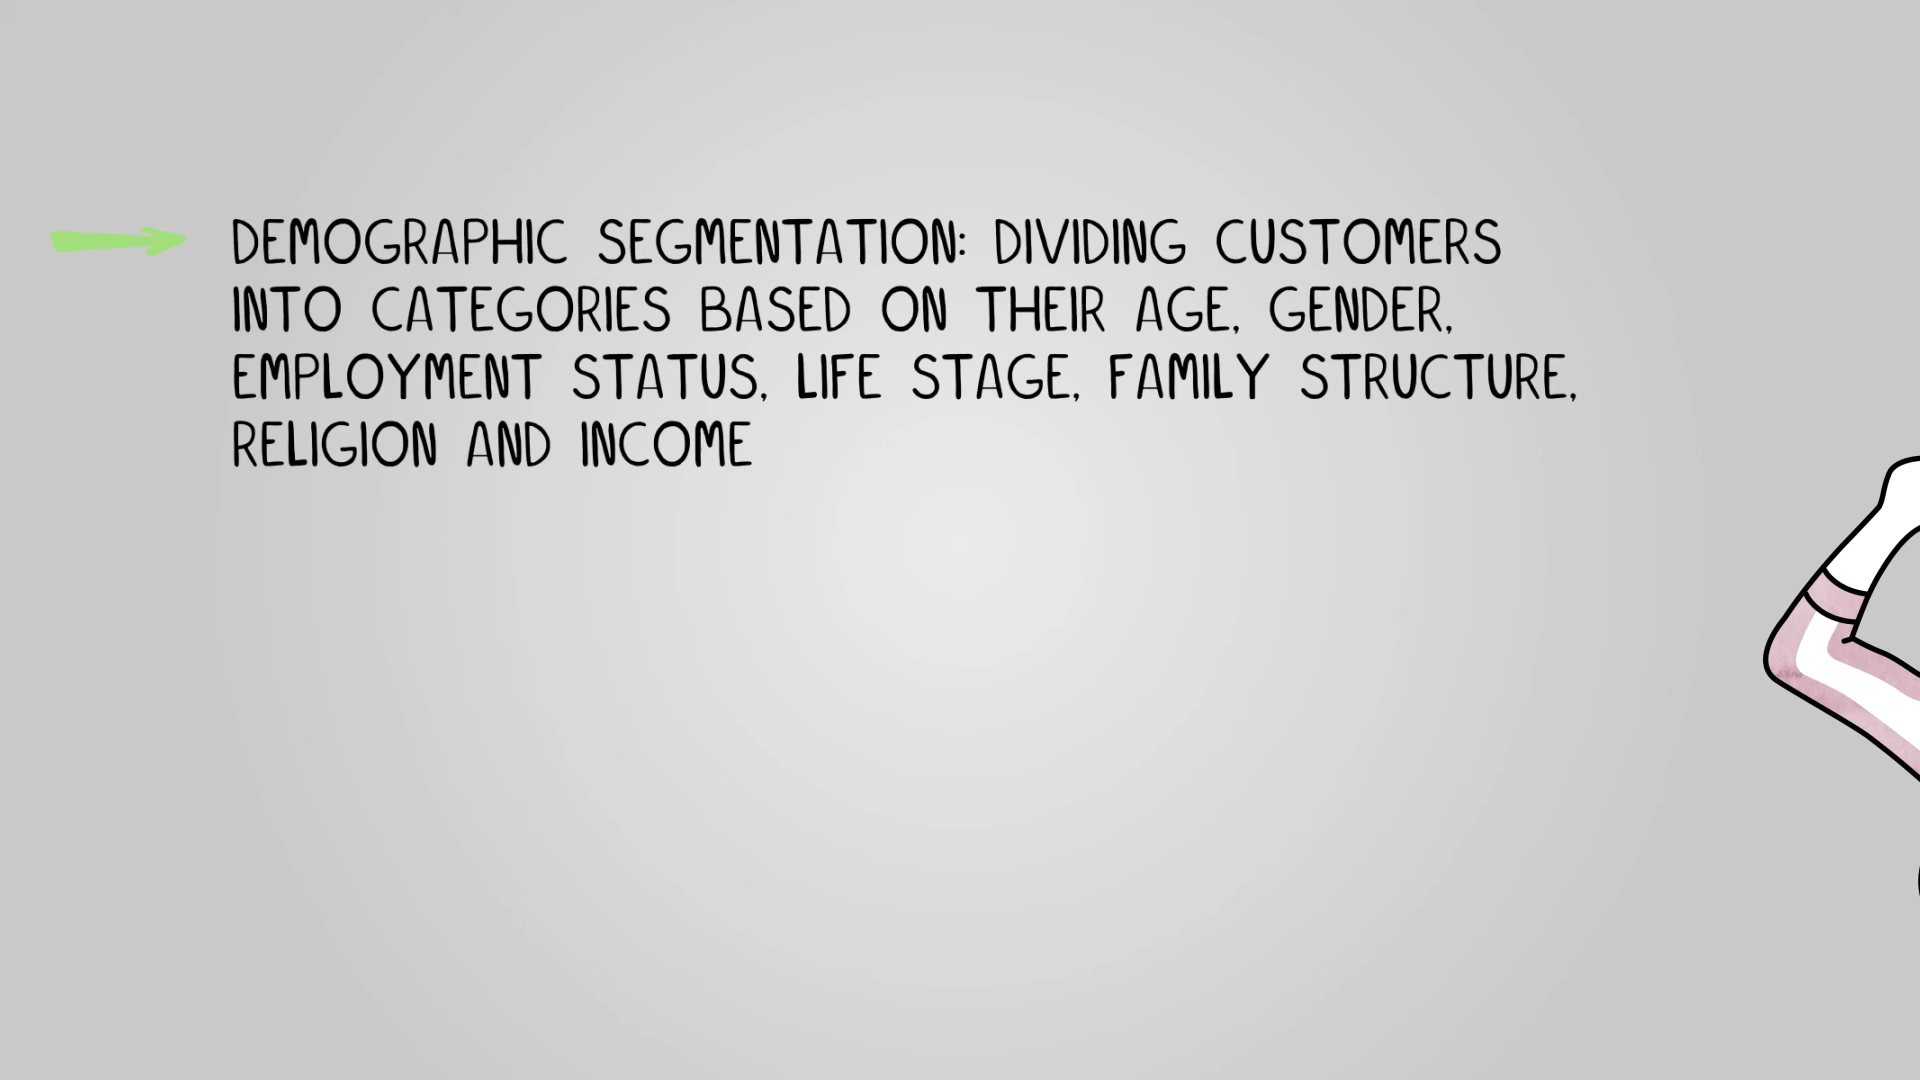 DEMOGRAPHIC SEGMENTATION: DIVIDING CUSTOMERS
INTO CATEGORIES BASED ON THEIR AGE, GENDER,
EMPLOYMENT STATUS, LIFE STAGE, FAMILY STRUCTURE,
RELIGION AND INCOME